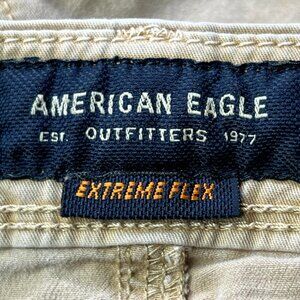 AMERICAN EAGLE
EST. OUTFITTERS 1977
EXTREME FLEX